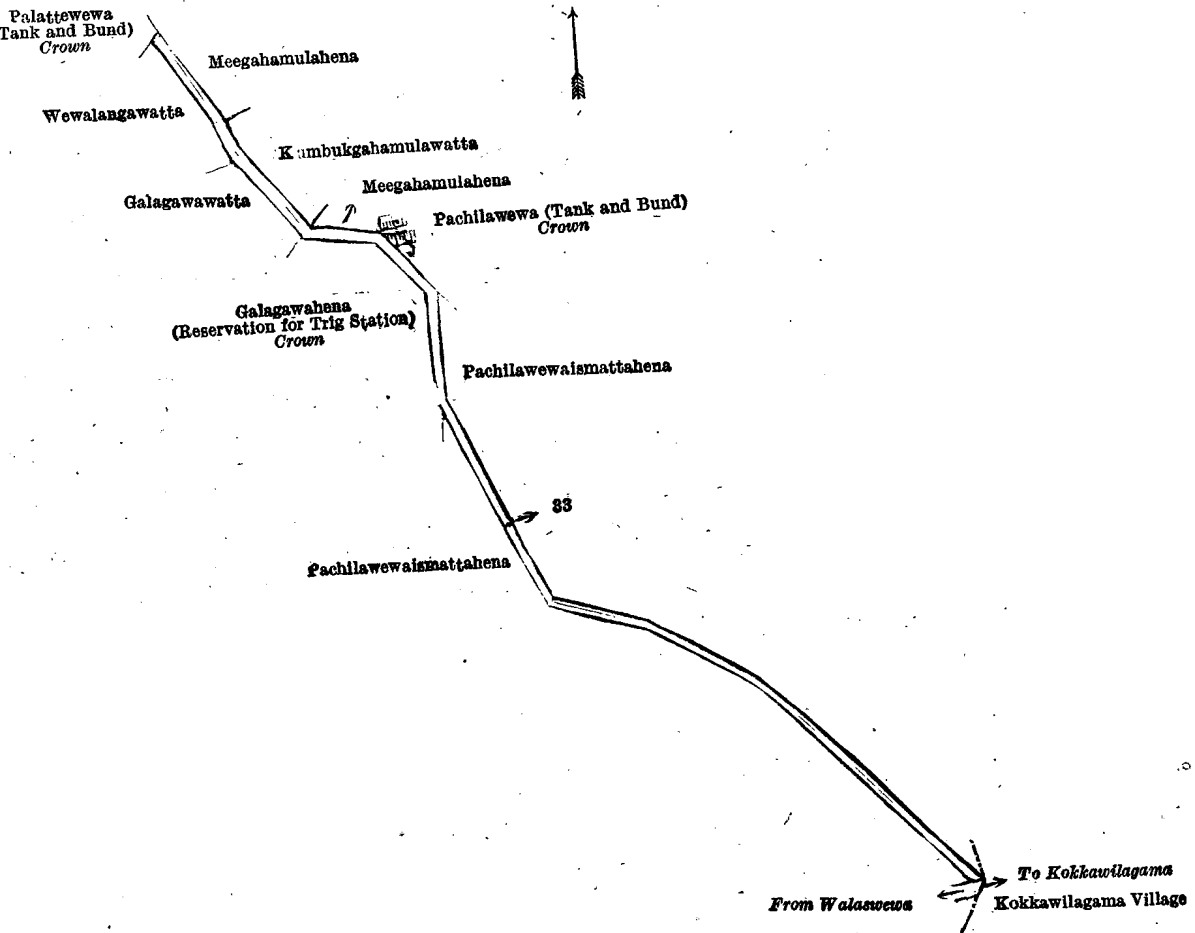 Palattewewa
Tank and Bund)
Crown
Meegahamulahena
Wewalangawatta
Kumbukgahamulawatta
Meegahamulahena
Galagawawatta
Pachilawewa (Tank and Bund)
Crown
Galagawahena
(Reservation for Trig Station)
Crown
Pachilawewaismattahena
33
Pachilawewaismattahena
To Kokkawilagama
From Walaswewa
Kokkawilagama Village